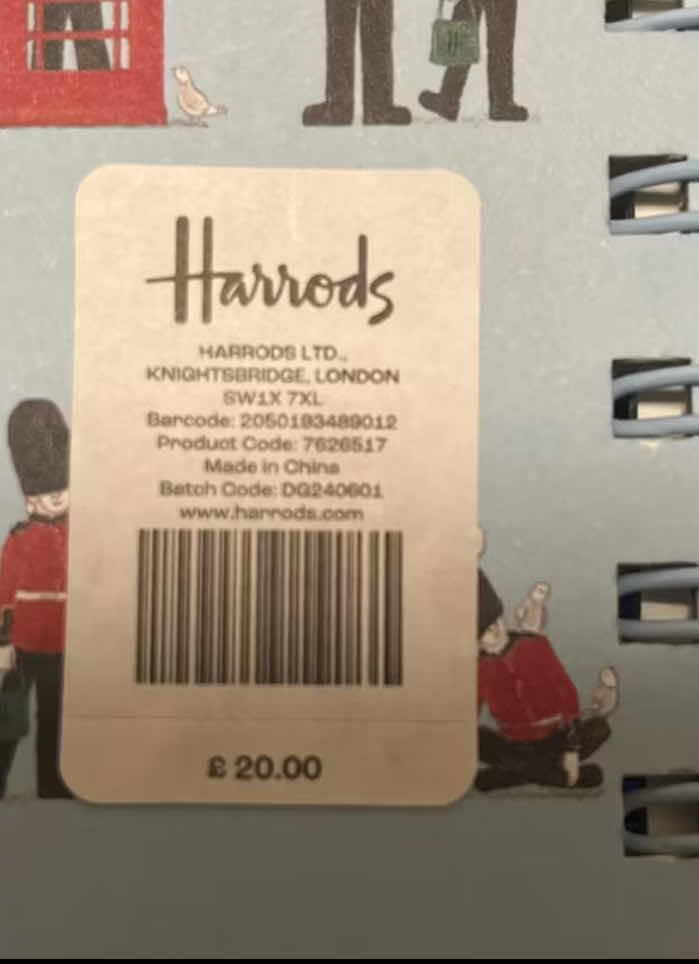 Harrods
HARRODS LTD.,
KNIGHTSBRIDGE, LONDON
SW1X 7XL
Barcode: 2050193489012
Product Code: 7626517
Made in China
Batch Code: DG240601
www.harrods.com
£ 20.00